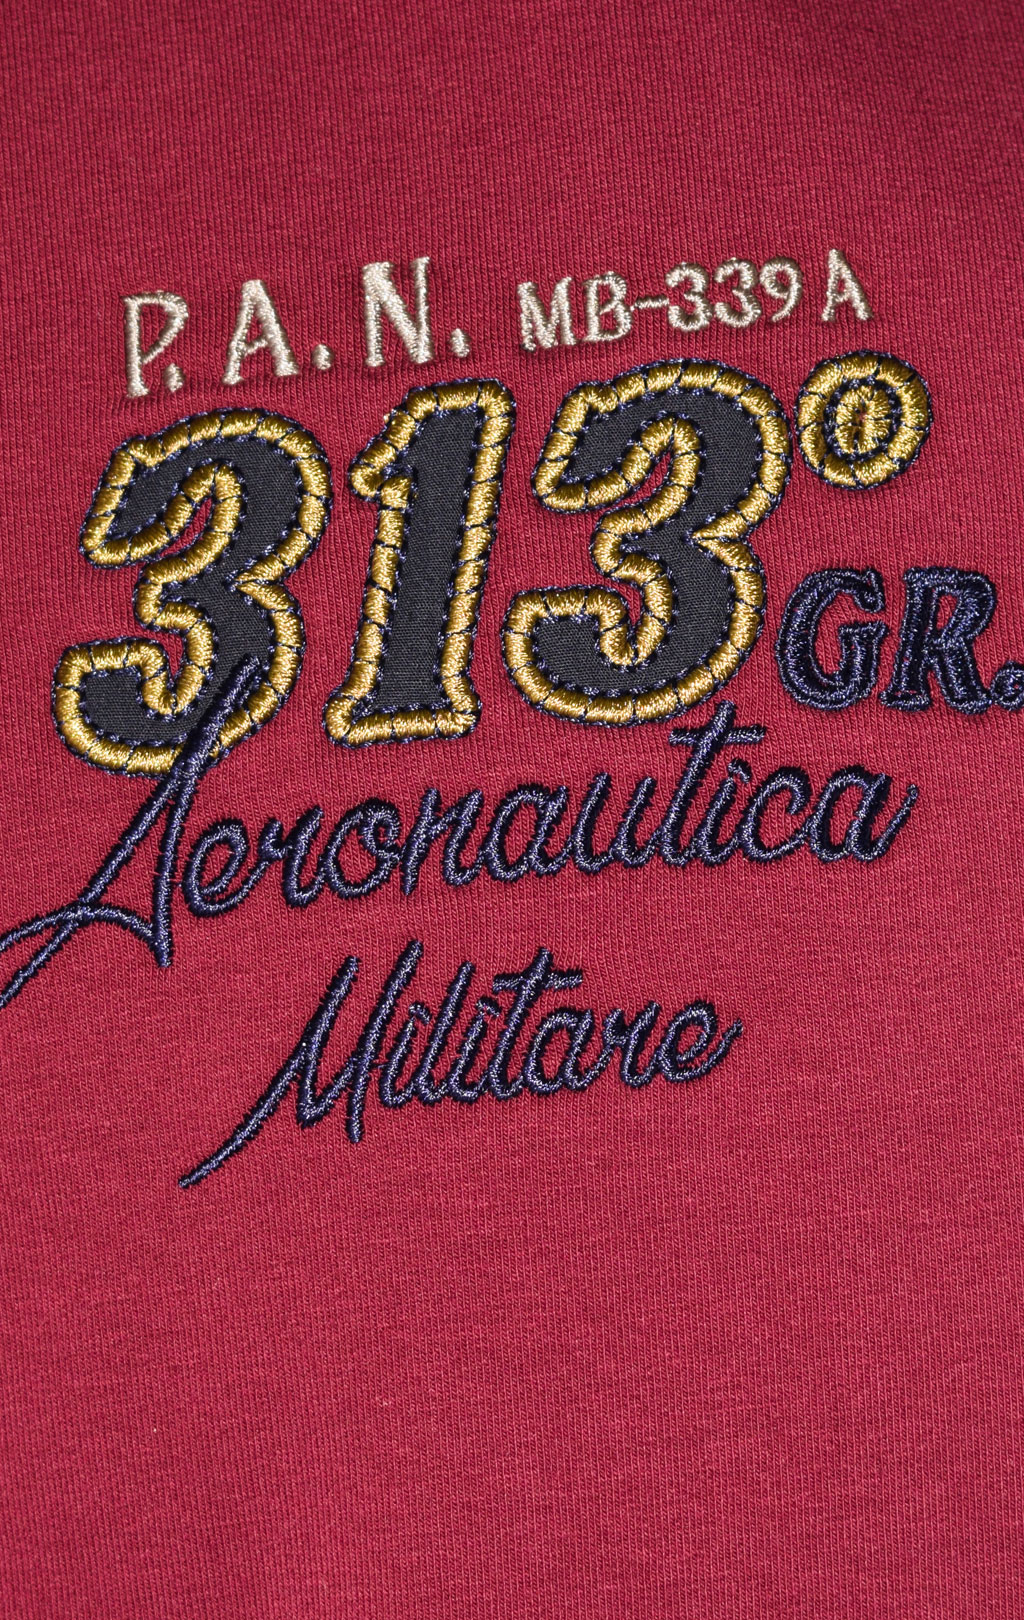 P.A.N. MB-339A
313° GR.
Aeronautica
Militare